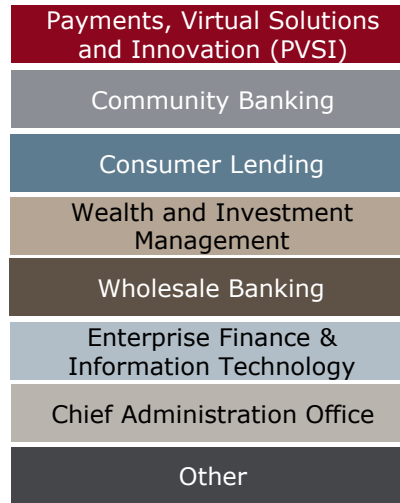 Payments, Virtual Solutions
and Innovation (PVSI)
Community Banking
Consumer Lending
Wealth and Investment
Management
Wholesale Banking
Enterprise Finance &
Information Technology
Chief Administration Office
Other